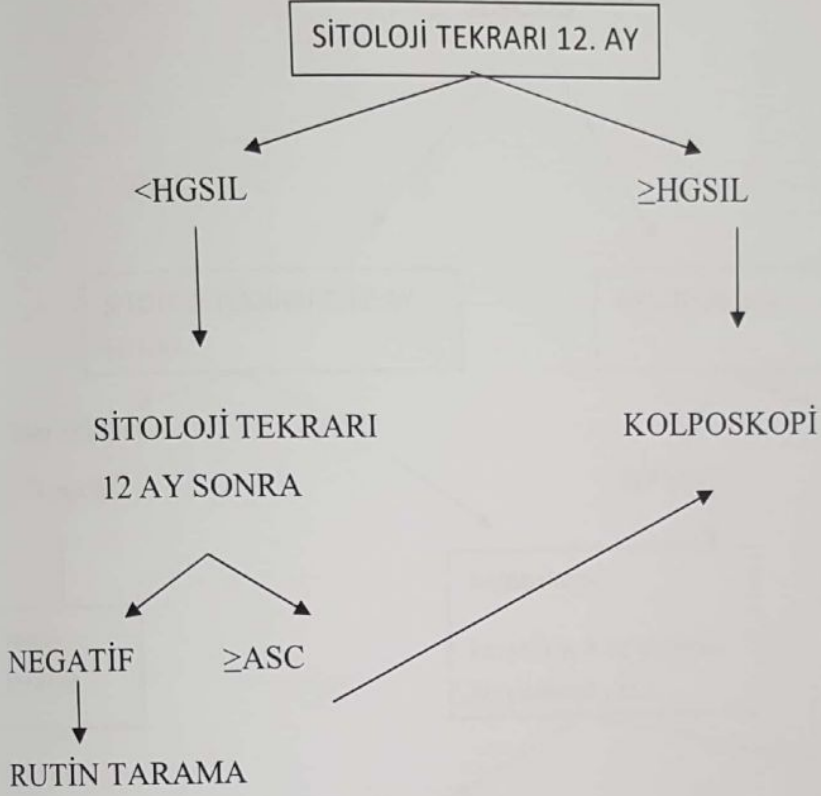 SİTOLOJİ TEKRARI 12. AY
<HGSIL
≥HGSIL
SİTOLOJİ TEKRARI
12 AY SONRA
KOLPOSKOPİ
NEGATİF
≥ASC
RUTİN TARAMA